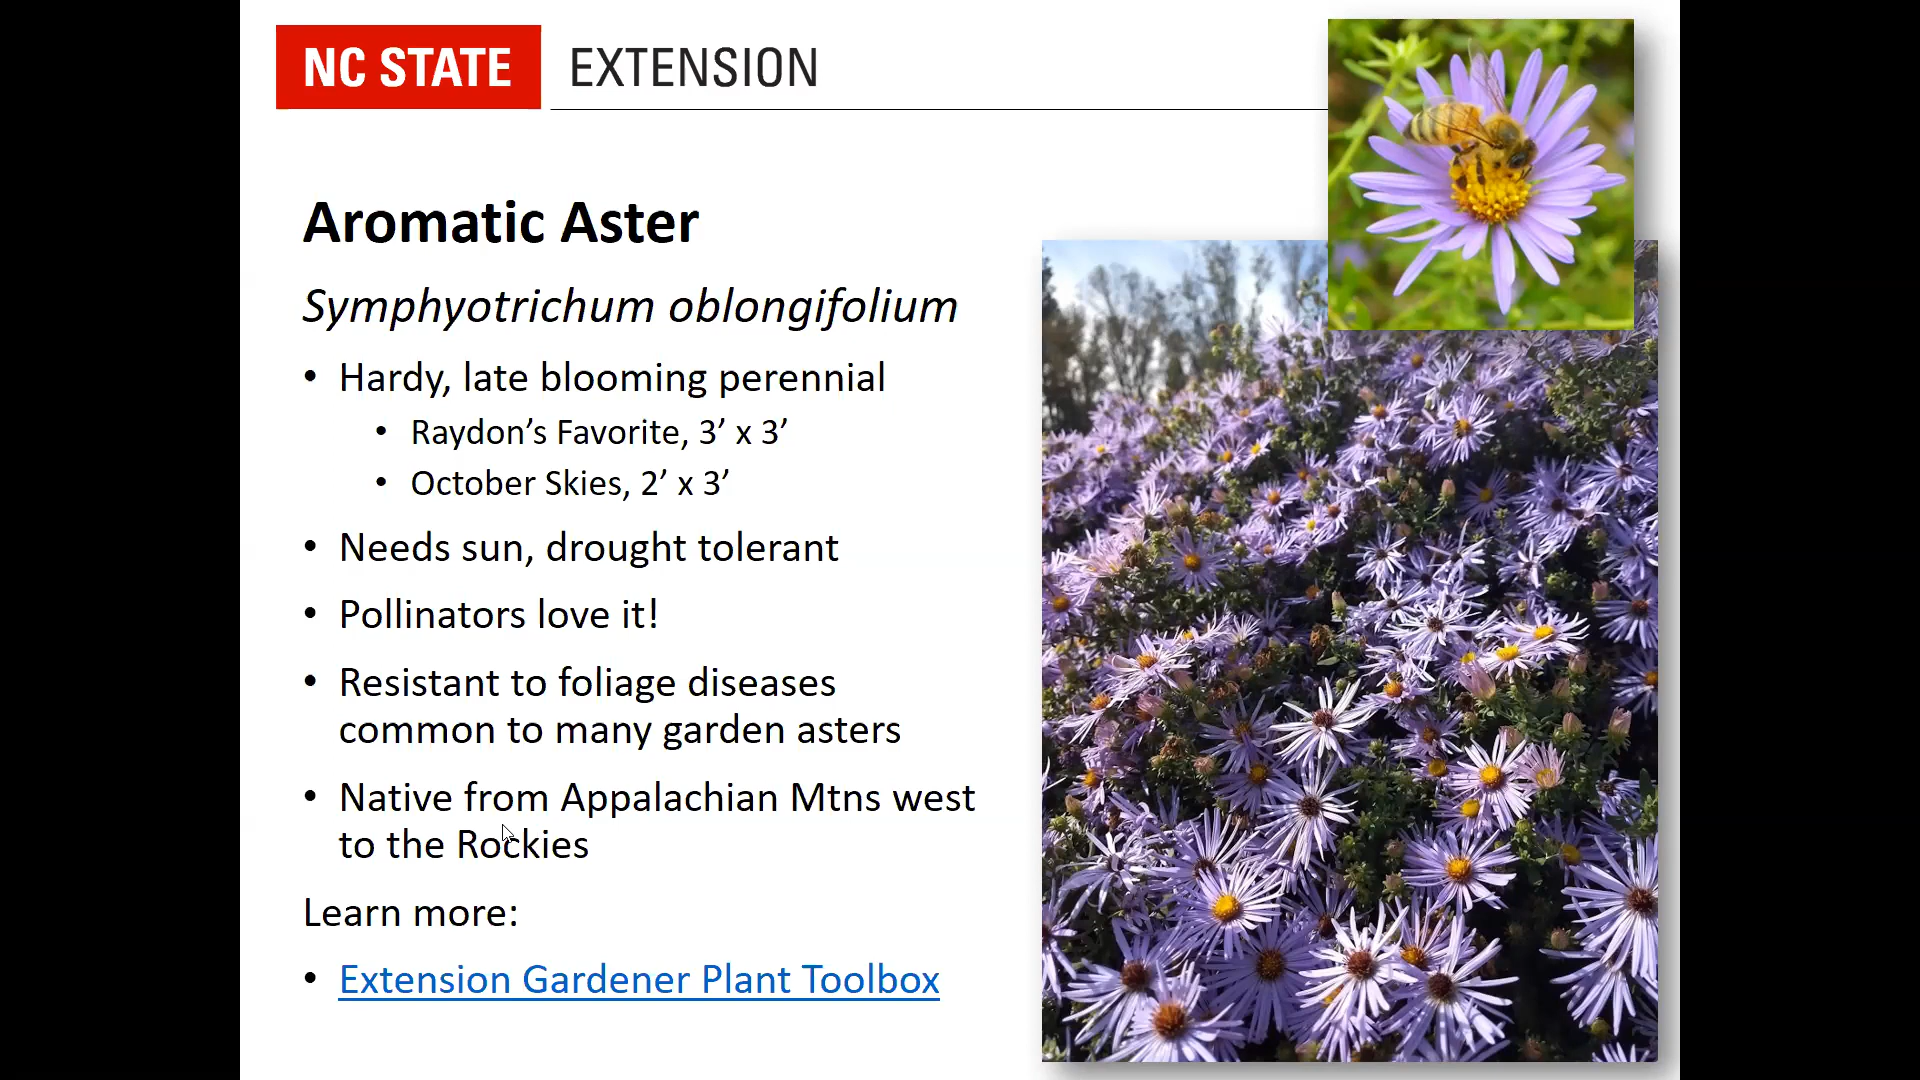 NC STATE EXTENSION
Aromatic Aster
Symphyotrichum oblongifolium
• Hardy, late blooming perennial
• Raydon’s Favorite, 3’ x 3’
• October Skies, 2’ x 3’
• Needs sun, drought tolerant
• Pollinators love it!
• Resistant to foliage diseases
common to many garden asters
• Native from Appalachian Mtns west
to the Rockies
Learn more:
• Extension Gardener Plant Toolbox